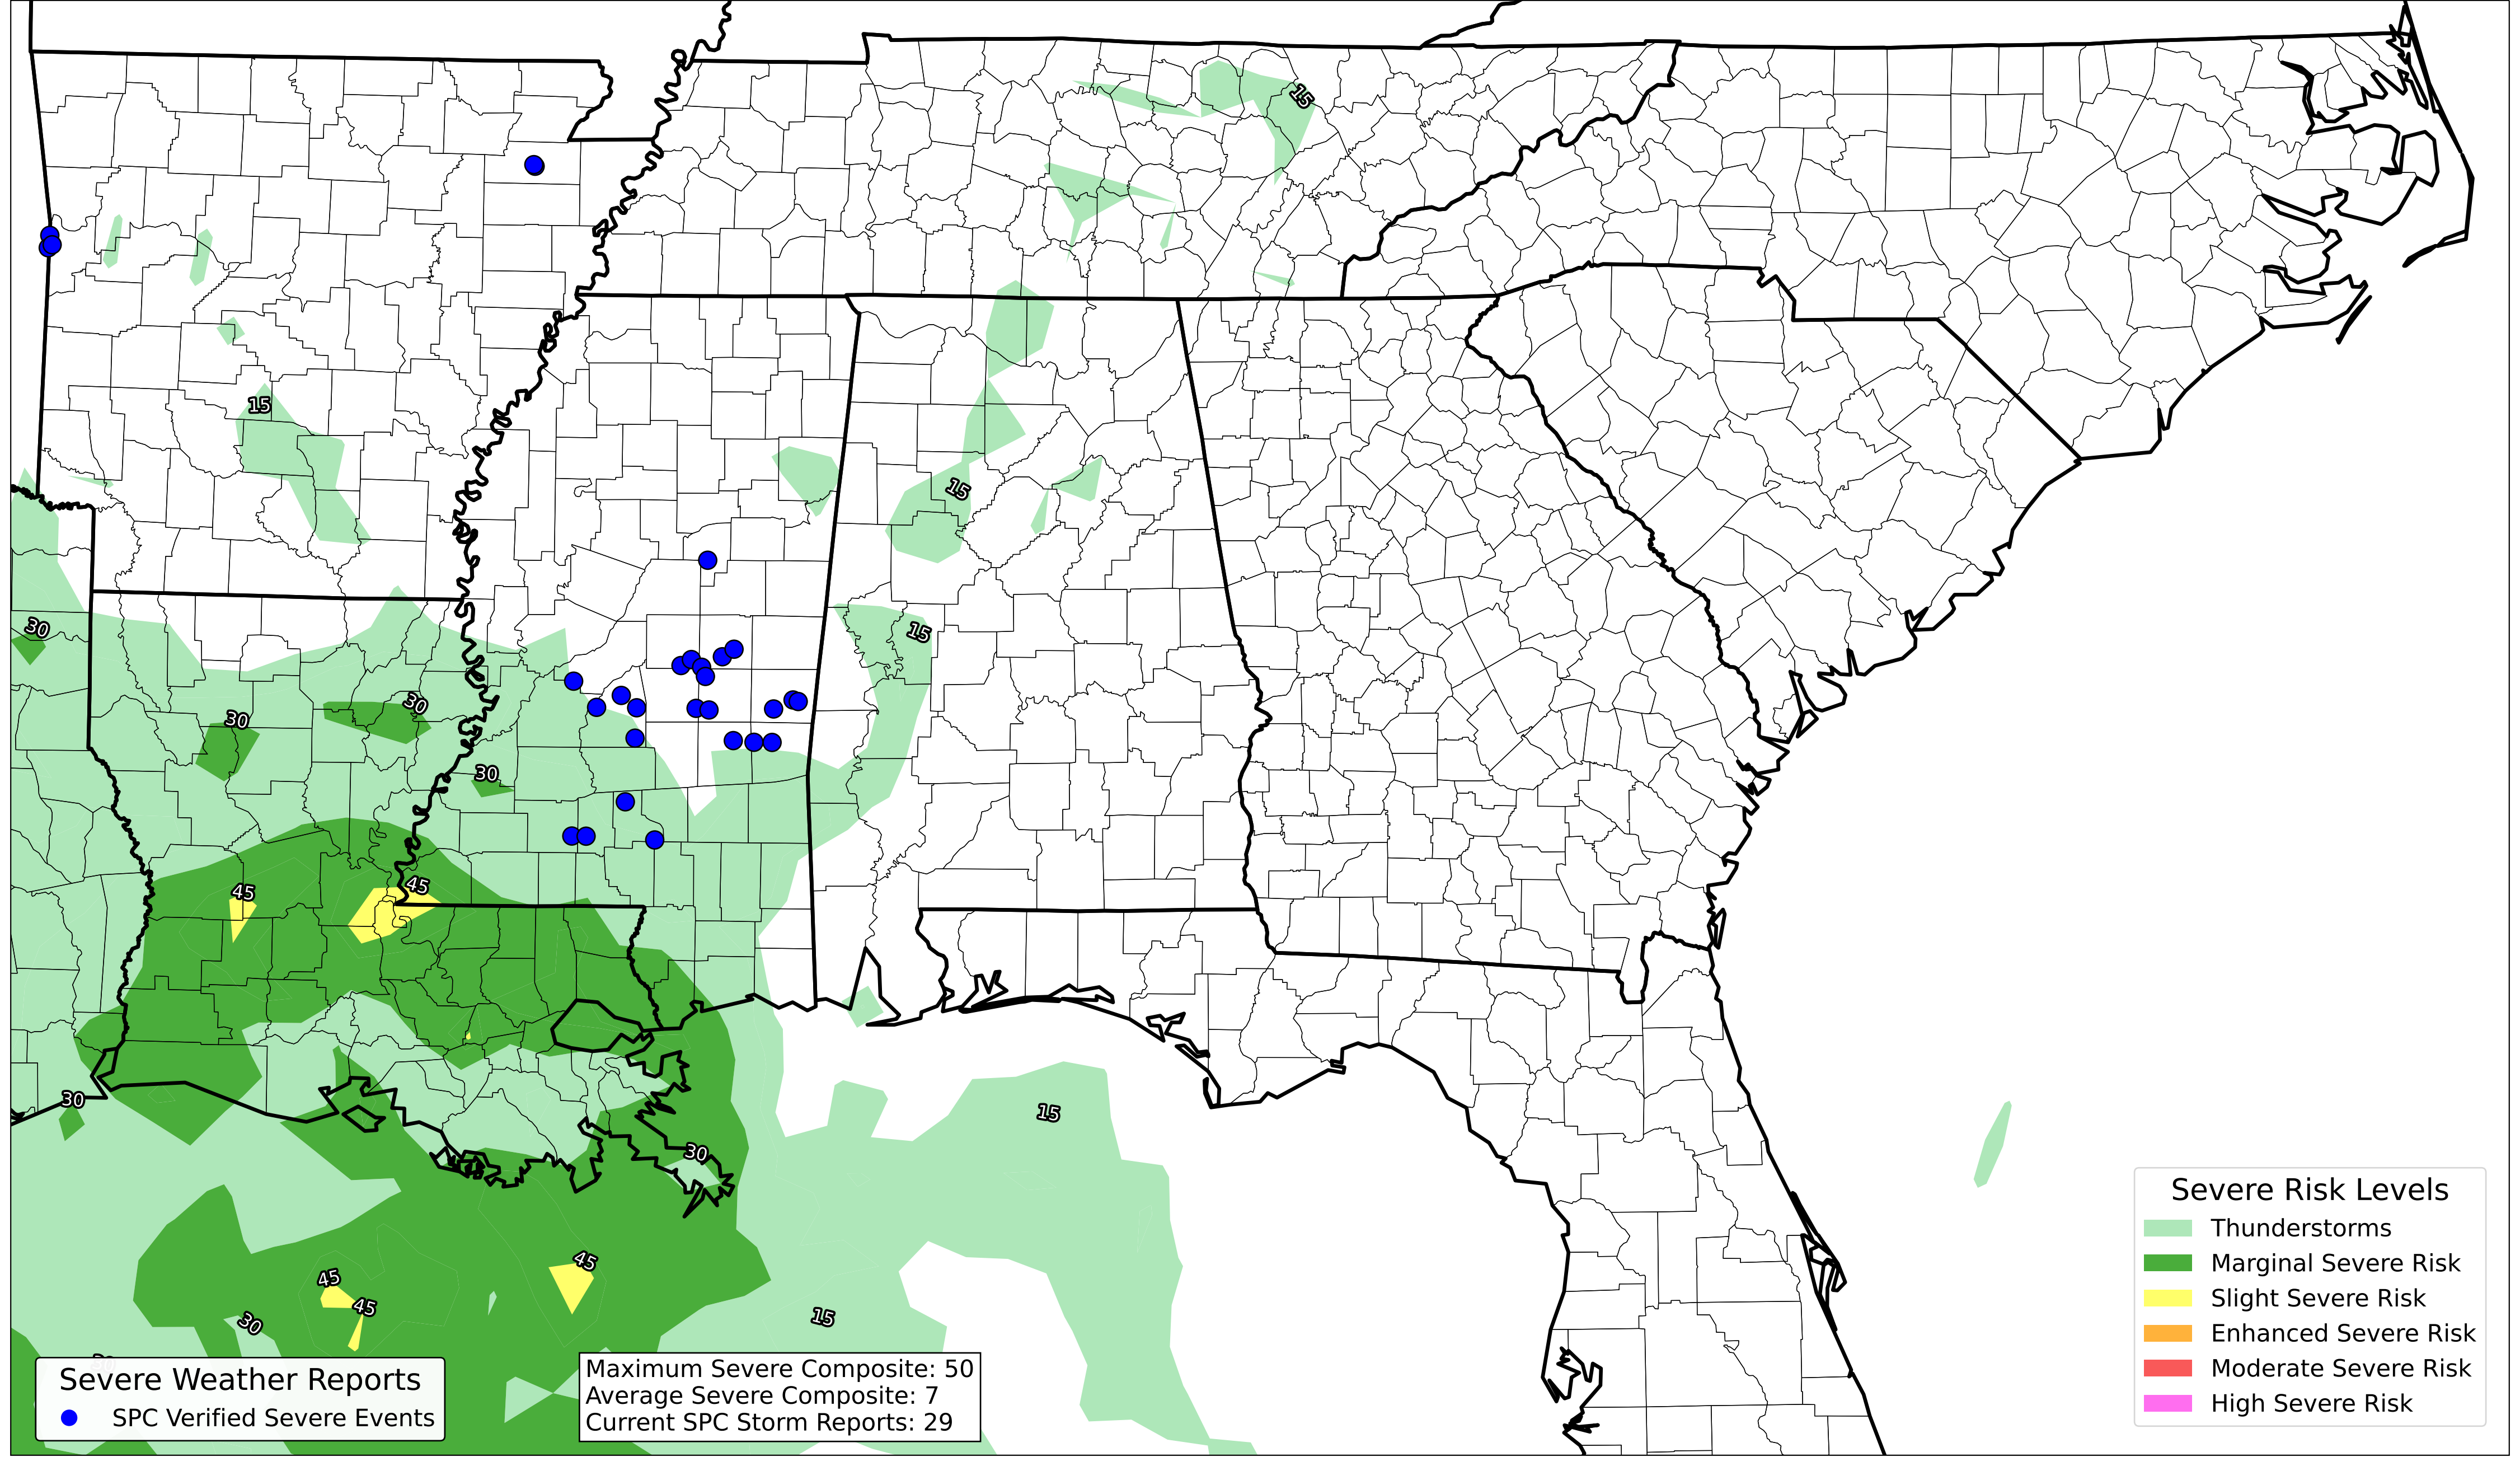 15
15
15
30
15
30
30
30
45
45
30
15
30
45
45
45
30
15
30
Severe Risk Levels
Thunderstorms
Marginal Severe Risk
Slight Severe Risk
Enhanced Severe Risk
Moderate Severe Risk
High Severe Risk
Severe Weather Reports
SPC Verified Severe Events
Maximum Severe Composite: 50
Average Severe Composite: 7
Current SPC Storm Reports: 29